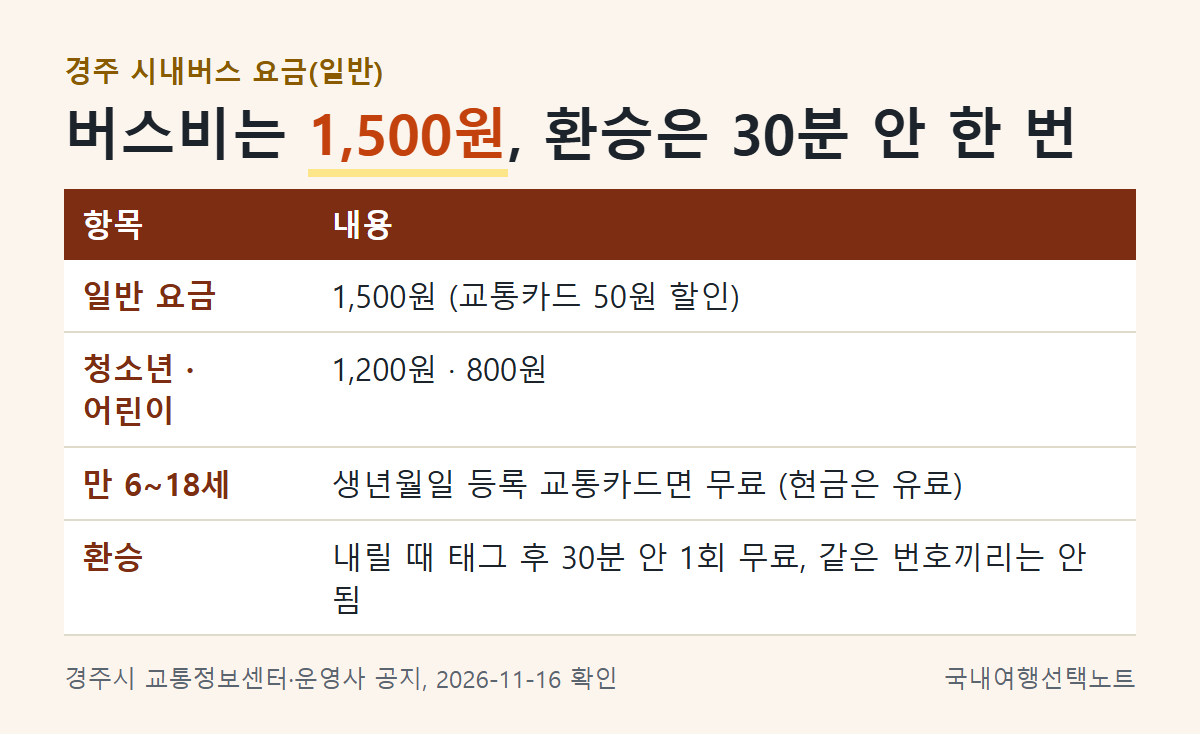 경주 시내버스 요금(일반)
버스비는 1,500원, 환승은 30분 안 한 번
항목 내용
일반 요금 1,500원 (교통카드 50원 할인)
청소년 · 1,200원 · 800원
어린이
만 6~18세 생년월일 등록 교통카드면 무료 (현금은 유료)
환승 내릴 때 태그 후 30분 안 1회 무료, 같은 번호끼리는 안
됨
경주시 교통정보센터·운영사 공지, 2026-11-16 확인 국내여행선택노트